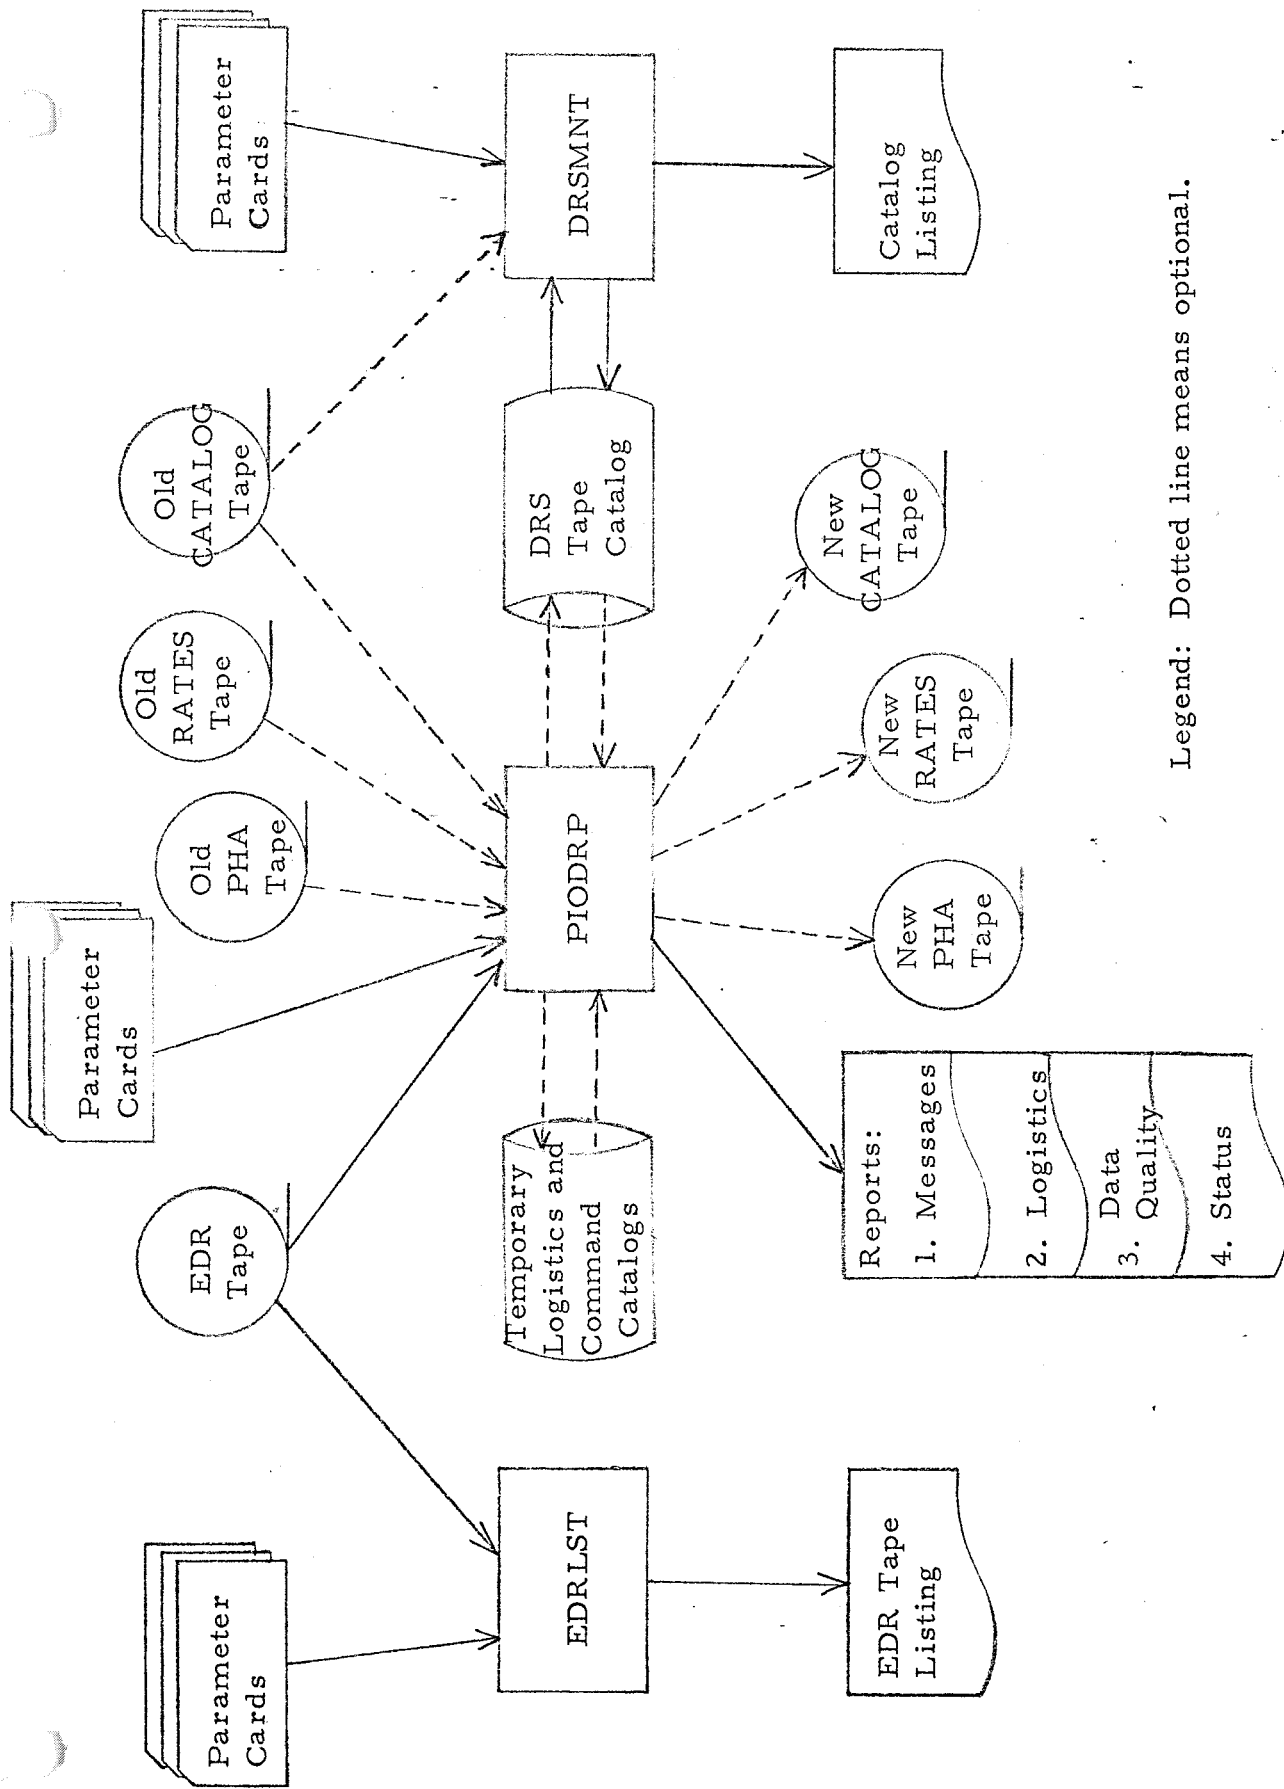 Parameter
Cards
EDR
Tape
Parameter
Cards
Old
PHA
Tape
Old
RATES
Tape
Old
CATALOG
Tape
Parameter
Cards
EDRLST
Temporary
Logistics and
Command
Catalogs
PIODRP
DRS
Tape
Catalog
DRSMNT
EDR Tape
Listing
Reports:
1. Messages
2. Logistics
Data
3. Quality
4. Status
New
PHA
Tape
New
RATES
Tape
New
CATALOG
Tape
Catalog
Listing
Legend: Dotted line means optional.